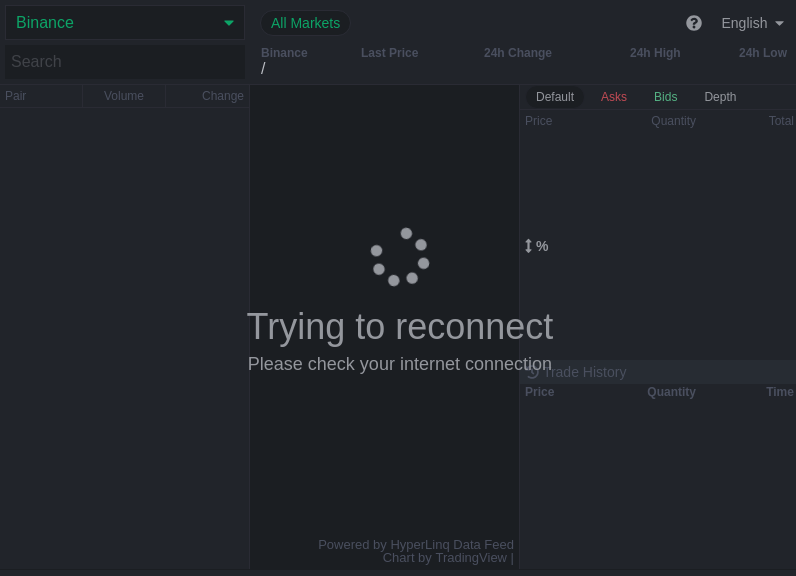 Binance
All Markets
English
Search
Binance Last Price 24h Change 24h High 24h Low
/
Pair Volume Change
Default Asks Bids Depth
Price Quantity Total
%
Trying to reconnect
Please check your internet connection
Trade History
Price Quantity Time
Powered by HyperLinq Data Feed
Chart by TradingView |